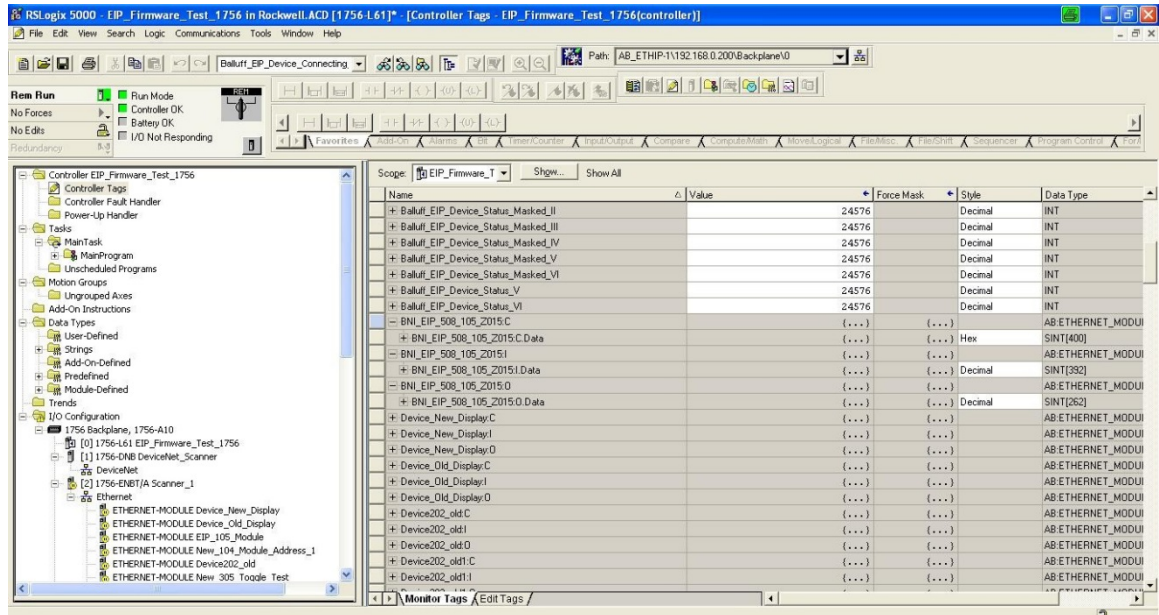 RSLogix 5000 - EIP_Firmware_Test_1756 in Rockwell.ACD [1756-L61]* - [Controller Tags - EIP_Firmware_Test_1756(controller)]
File Edit View Search Logic Communications Tools Window Help
Balluff_EIP_Device_Connecting
Path: AB_ETHIP-1\192.168.0.200\Backplane\0
Rem Run
No Forces
No Edits
Redundancy
Run Mode
Controller OK
Battery OK
I/O Not Responding
REM
Favorites Add-On Alarms Bit Timer/Counter Input/Output Compare Compute/Math Move/Logical File/Misc. File/Shift Sequencer Program Control For/
Controller EIP_Firmware_Test_1756
Controller Tags
Controller Fault Handler
Power-Up Handler
Tasks
MainTask
MainProgram
Unscheduled Programs
Motion Groups
Ungrouped Axes
Add-On Instructions
Data Types
User-Defined
Strings
Add-On-Defined
Predefined
Module-Defined
Trends
I/O Configuration
1756 Backplane, 1756-A10
[0] 1756-L61 EIP_Firmware_Test_1756
[1] 1756-DNB DeviceNet_Scanner
DeviceNet
[2] 1756-ENBT/A Scanner_1
Ethernet
ETHERNET-MODULE Device_New_Display
ETHERNET-MODULE Device_Old_Display
ETHERNET-MODULE EIP_105_Module
ETHERNET-MODULE New_104_Module_Address_1
ETHERNET-MODULE Device202_old
ETHERNET-MODULE New_305_Toggle_Test
Scope: EIP_Firmware_T Show... Show All
Name Value Force Mask Style Data Type
Balluff_EIP_Device_Status_Masked_II 24576 Decimal INT
Balluff_EIP_Device_Status_Masked_III 24576 Decimal INT
Balluff_EIP_Device_Status_Masked_IV 24576 Decimal INT
Balluff_EIP_Device_Status_Masked_V 24576 Decimal INT
Balluff_EIP_Device_Status_Masked_VI 24576 Decimal INT
Balluff_EIP_Device_Status_V 24576 Decimal INT
Balluff_EIP_Device_Status_VI 24576 Decimal INT
BNI_EIP_508_105_Z015:C {...} {...} AB:ETHERNET_MODUI
BNI_EIP_508_105_Z015:C.Data {...} {...} Hex SINT[400]
BNI_EIP_508_105_Z015:I {...} {...} AB:ETHERNET_MODUI
BNI_EIP_508_105_Z015:I.Data {...} {...} Decimal SINT[392]
BNI_EIP_508_105_Z015:O {...} {...} AB:ETHERNET_MODUI
BNI_EIP_508_105_Z015:O.Data {...} {...} Decimal SINT[262]
Device_New_Display:C {...} {...} AB:ETHERNET_MODUI
Device_New_Display:I {...} {...} AB:ETHERNET_MODUI
Device_New_Display:O {...} {...} AB:ETHERNET_MODUI
Device_Old_Display:C {...} {...} AB:ETHERNET_MODUI
Device_Old_Display:I {...} {...} AB:ETHERNET_MODUI
Device_Old_Display:O {...} {...} AB:ETHERNET_MODUI
Device202_old:C {...} {...} AB:ETHERNET_MODUI
Device202_old:I {...} {...} AB:ETHERNET_MODUI
Device202_old:O {...} {...} AB:ETHERNET_MODUI
Device202_old1:C {...} {...} AB:ETHERNET_MODUI
Device202_old1:I {...} {...} AB:ETHERNET_MODUI
Monitor Tags Edit Tags